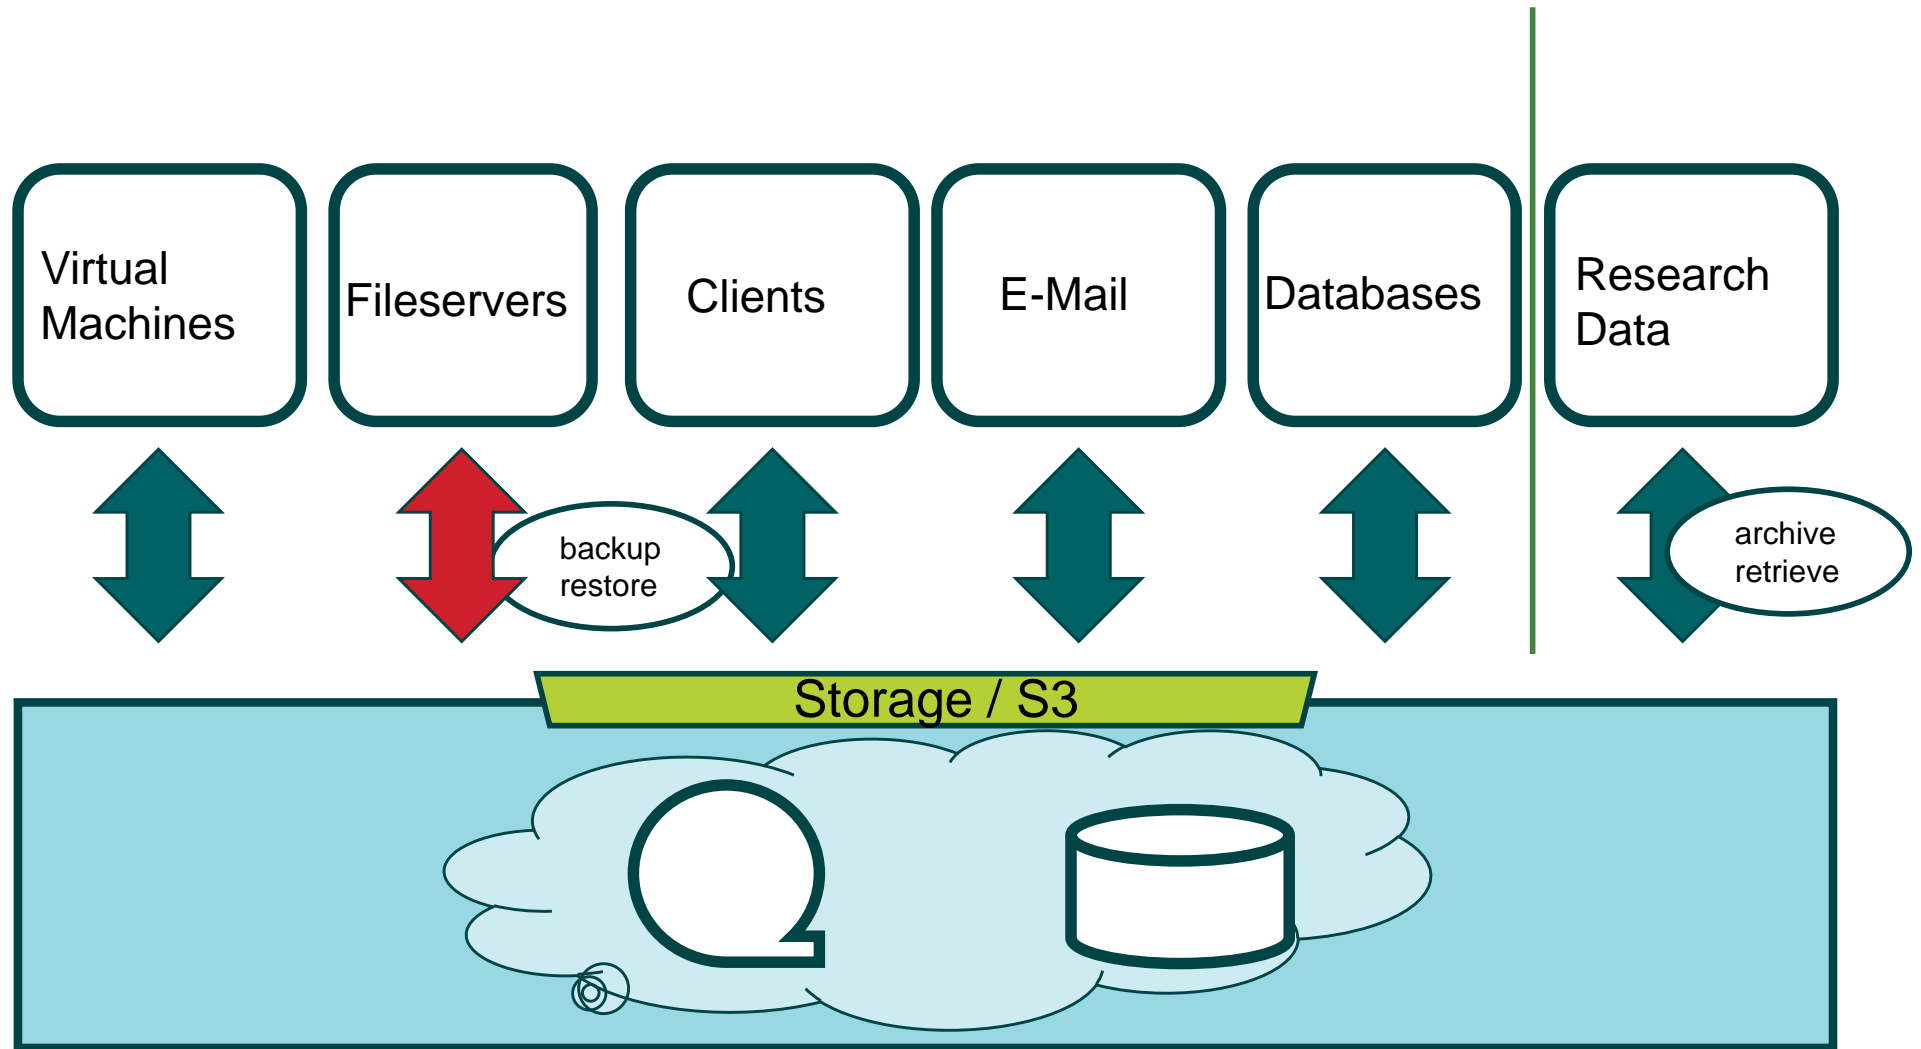 Virtual
Machines
Fileservers
Clients
E-Mail
Databases
Research
Data
backup
restore
archive
retrieve
Storage / S3